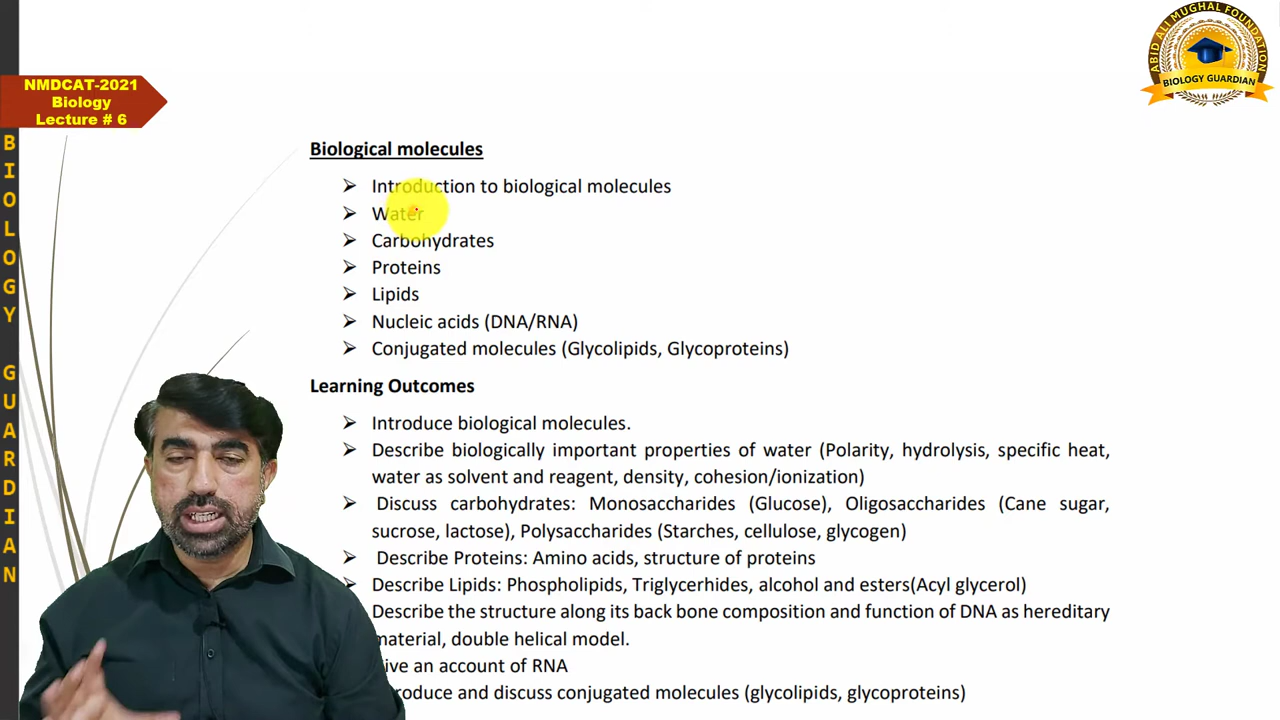 ABID ALI MUGHAL FOUNDATION
BIOLOGY GUARDIAN
NMDCAT-2021
Biology
Lecture # 6
BIOLOGY GUARDIAN
Biological molecules
Introduction to biological molecules
Water
Carbohydrates
Proteins
Lipids
Nucleic acids (DNA/RNA)
Conjugated molecules (Glycolipids, Glycoproteins)
Learning Outcomes
Introduce biological molecules.
Describe biologically important properties of water (Polarity, hydrolysis, specific heat,
water as solvent and reagent, density, cohesion/ionization)
Discuss carbohydrates: Monosaccharides (Glucose), Oligosaccharides (Cane sugar,
sucrose, lactose), Polysaccharides (Starches, cellulose, glycogen)
Describe Proteins: Amino acids, structure of proteins
Describe Lipids: Phospholipids, Triglycerhides, alcohol and esters(Acyl glycerol)
Describe the structure along its back bone composition and function of DNA as hereditary
material, double helical model.
ive an account of RNA
roduce and discuss conjugated molecules (glycolipids, glycoproteins)